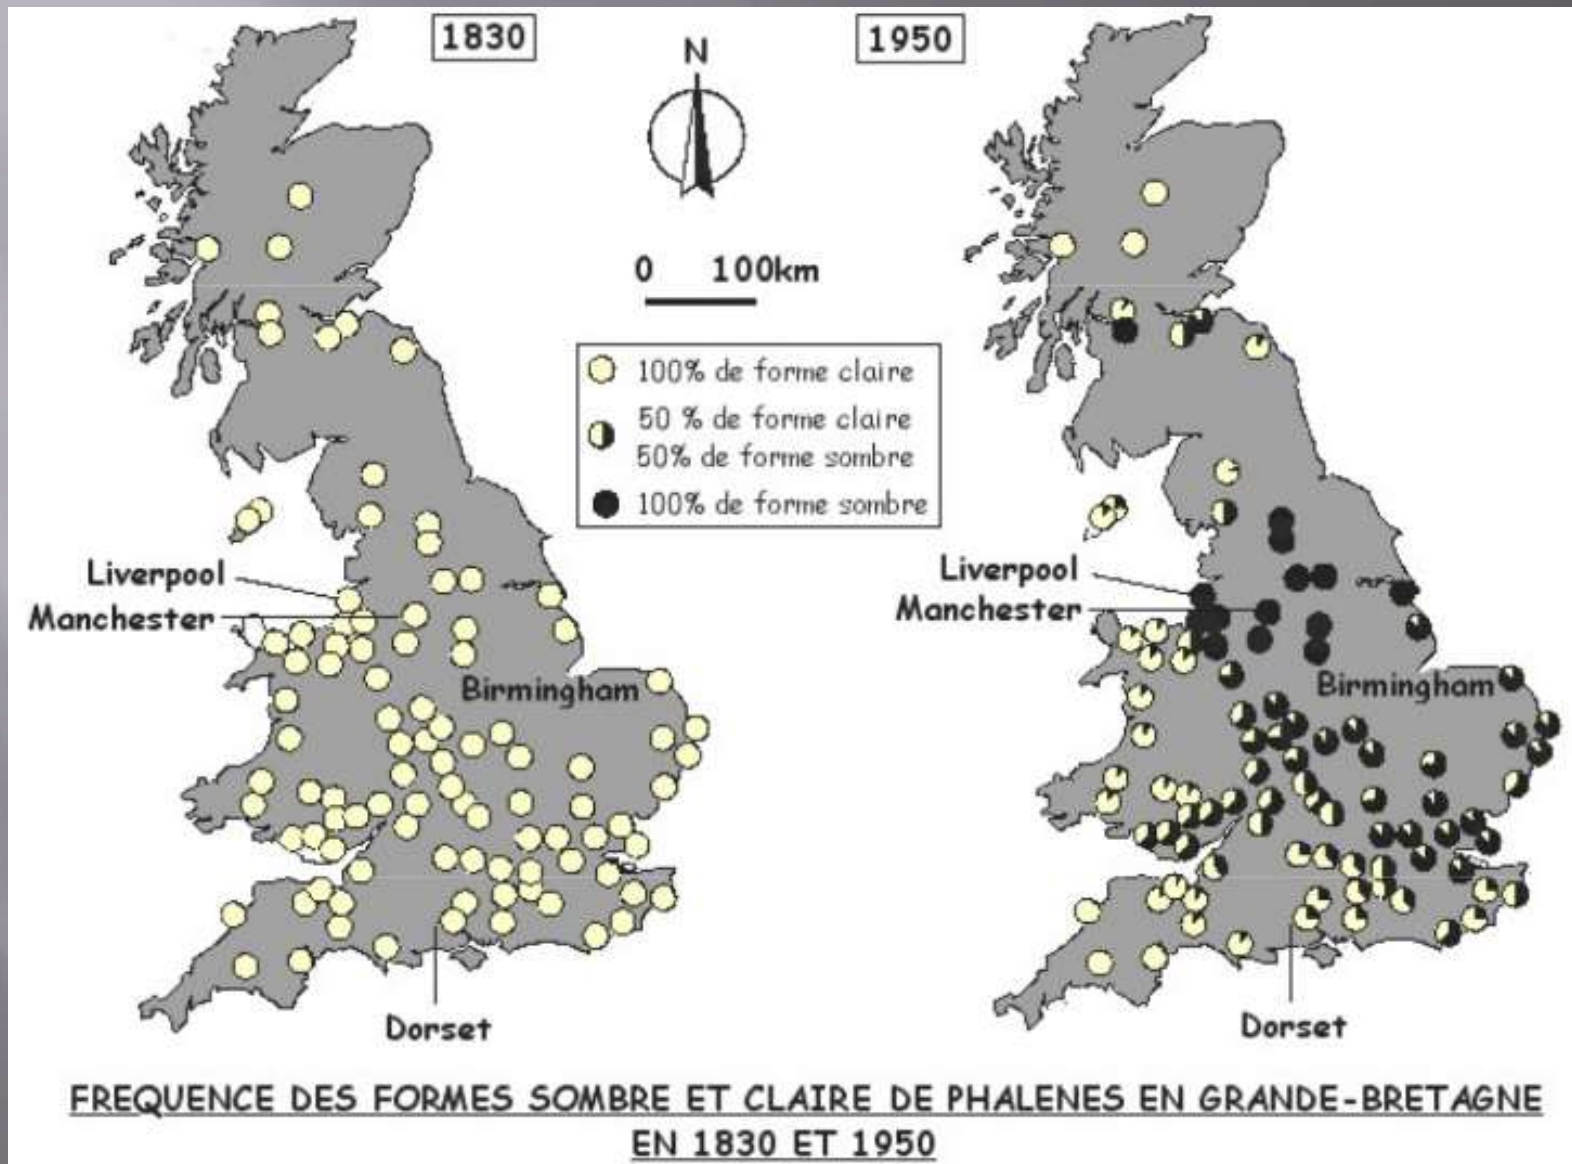 1830
N
1950
0 100km
100% de forme claire
50 % de forme claire
50% de forme sombre
100% de forme sombre
Liverpool
Manchester
Birmingham
Dorset
Liverpool
Manchester
Birmingham
Dorset
FREQUENCE DES FORMES SOMBRE ET CLAIRE DE PHALENES EN GRANDE-BRETAGNE
EN 1830 ET 1950